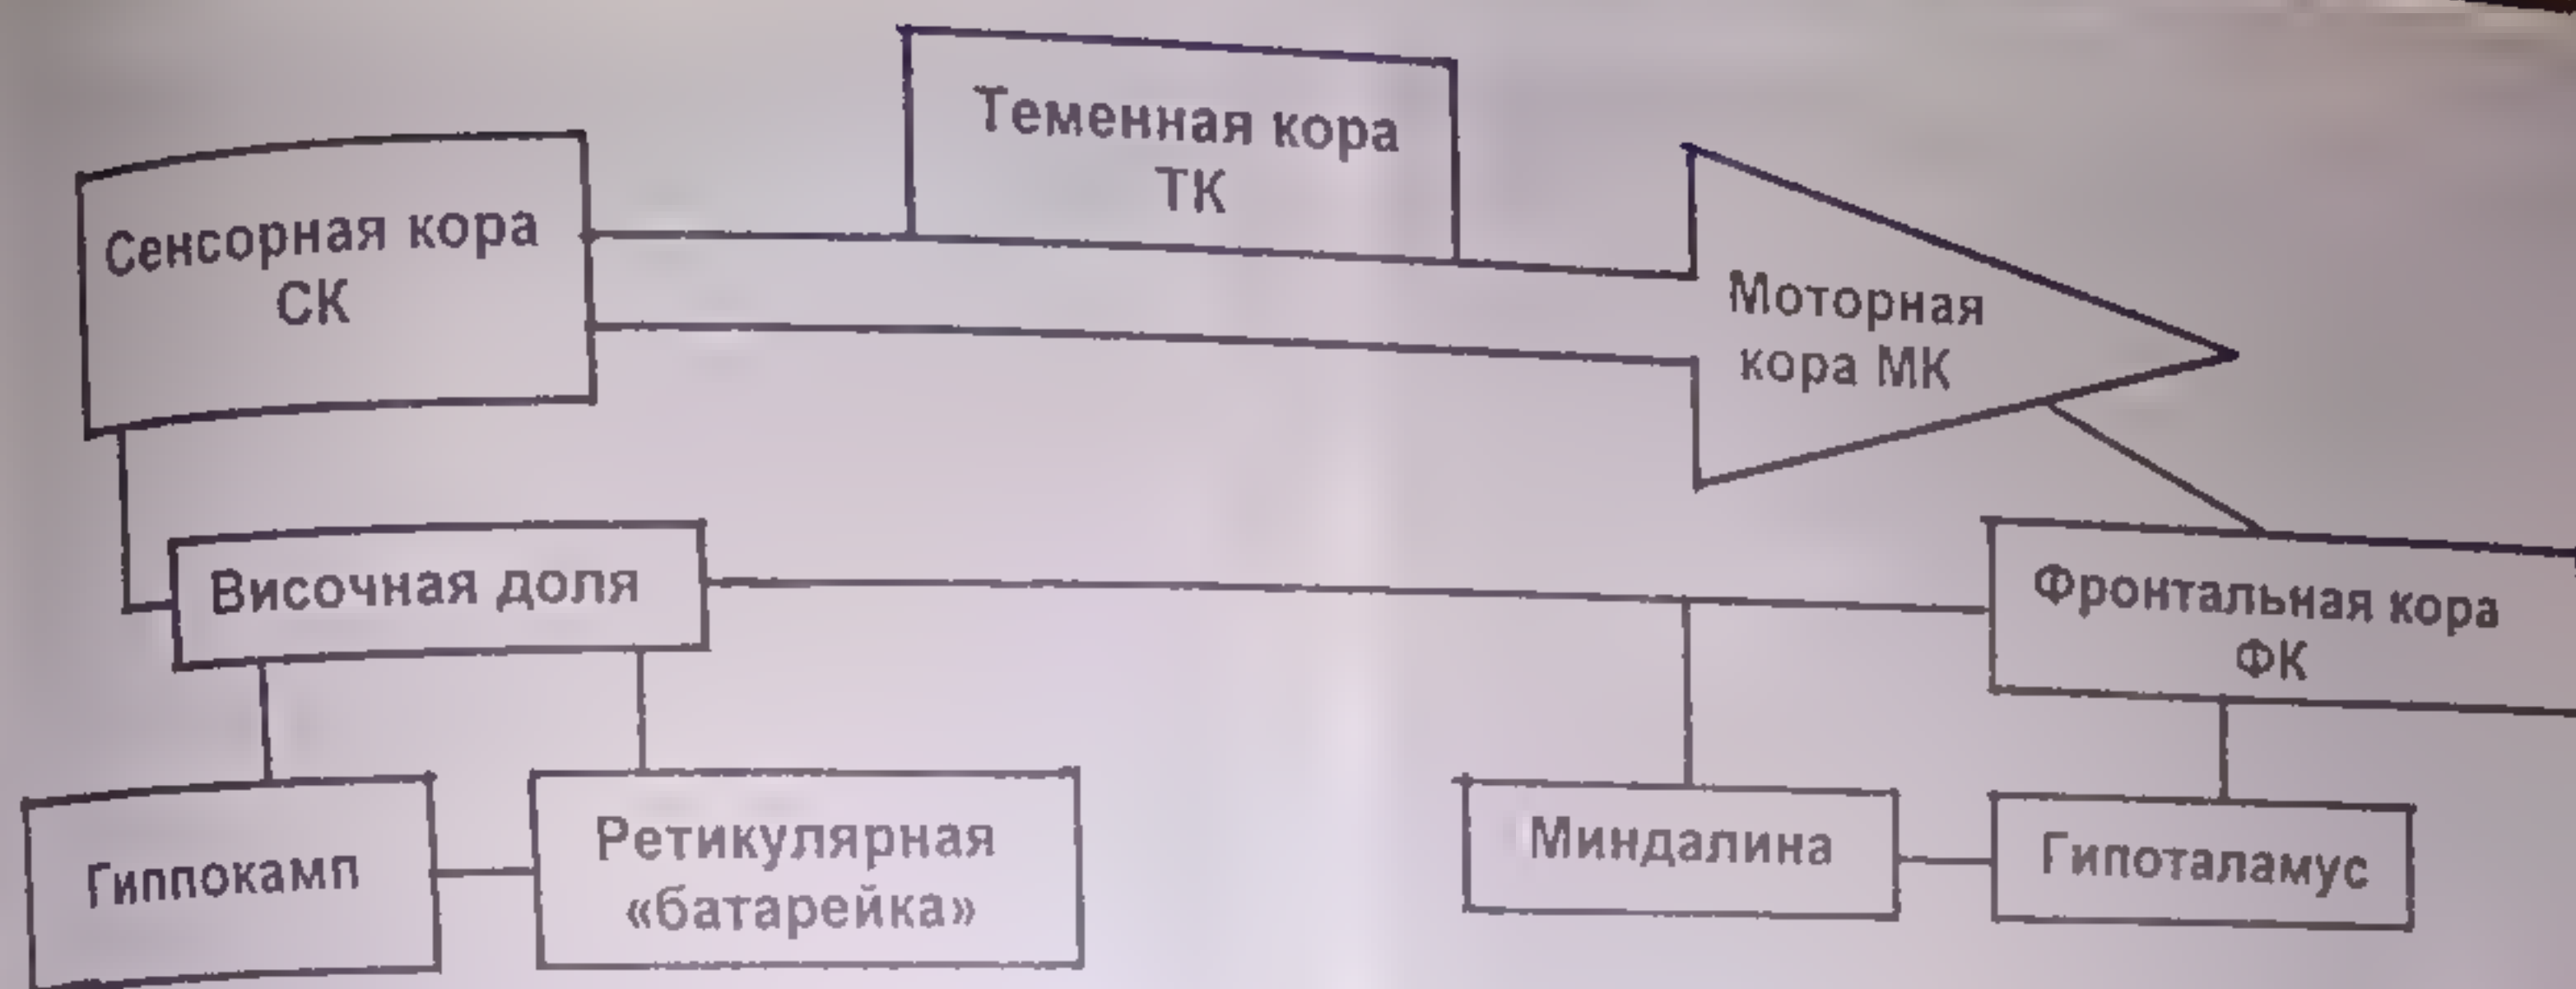 Теменная кора
ТК
Сенсорная кора
СК
Моторная
кора МК
Височная доля
Фронтальная кора
ФК
Гиппокамп
Ретикулярная
«батарейка»
Миндалина
Гипоталамус